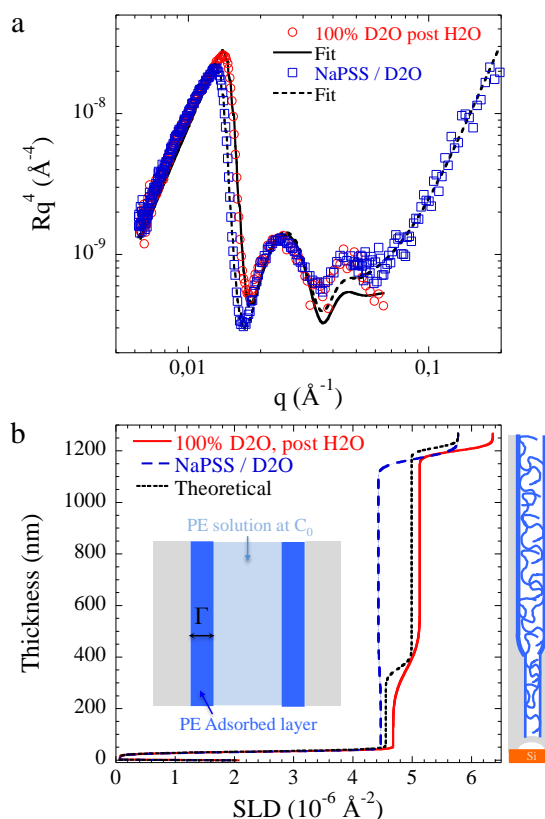 a
100% D2O post H2O
Fit
NaPSS / D2O
Fit
10⁻⁸
10⁻⁹
Rq⁴ (Å⁻⁴)
0,01
0,1
q (Å⁻¹)
b
100% D2O, post H2O
NaPSS / D2O
Theoretical
PE solution at C₀
Γ
PE Adsorbed layer
Thickness (nm)
1200
1000
800
600
400
200
0
0 1 2 3 4 5 6
SLD (10⁻⁶ Å⁻²)
Si